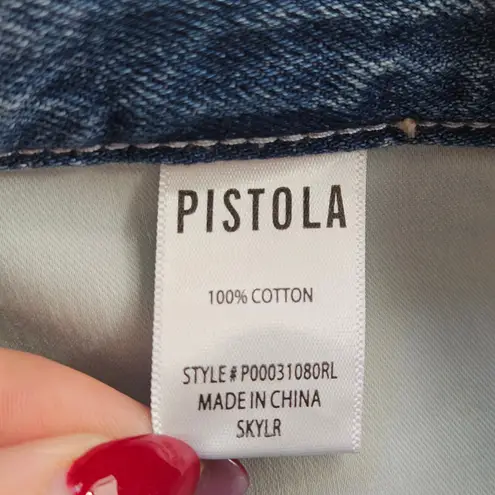 PISTOLA
100% COTTON
STYLE # P00031080RL
MADE IN CHINA
SKYLR